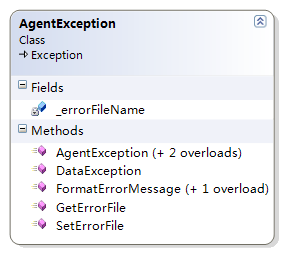 AgentException
Class
Exception
Fields
_errorFileName
Methods
AgentException (+ 2 overloads)
DataException
FormatErrorMessage (+ 1 overload)
GetErrorFile
SetErrorFile